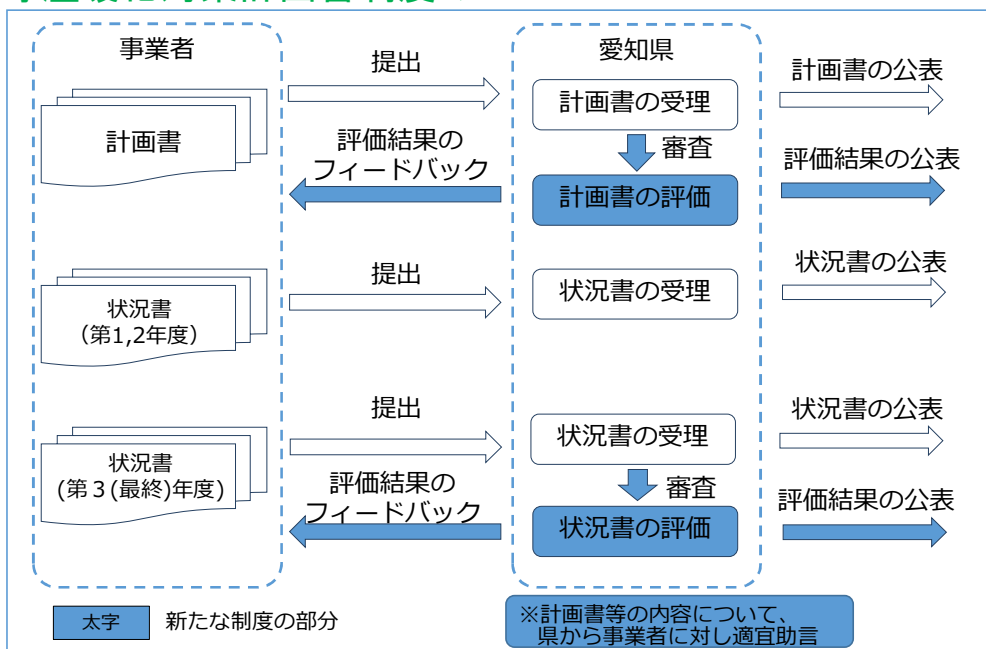 事業者
愛知県
提出
計画書の公表
計画書
計画書の受理
審査
評価結果の
フィードバック
評価結果の公表
計画書の評価
状況書の公表
提出
状況書の受理
状況書
（第1,2年度）
提出
状況書の公表
状況書の受理
状況書
(第３(最終)年度)
審査
評価結果の
フィードバック
評価結果の公表
状況書の評価
太字
新たな制度の部分
※計画書等の内容について、
県から事業者に対し適宜助言